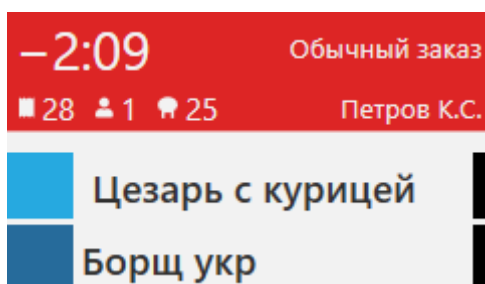 –2:09 Обычный заказ
28 1 25 Петров К.С.
Цезарь с курицей
Борщ укр